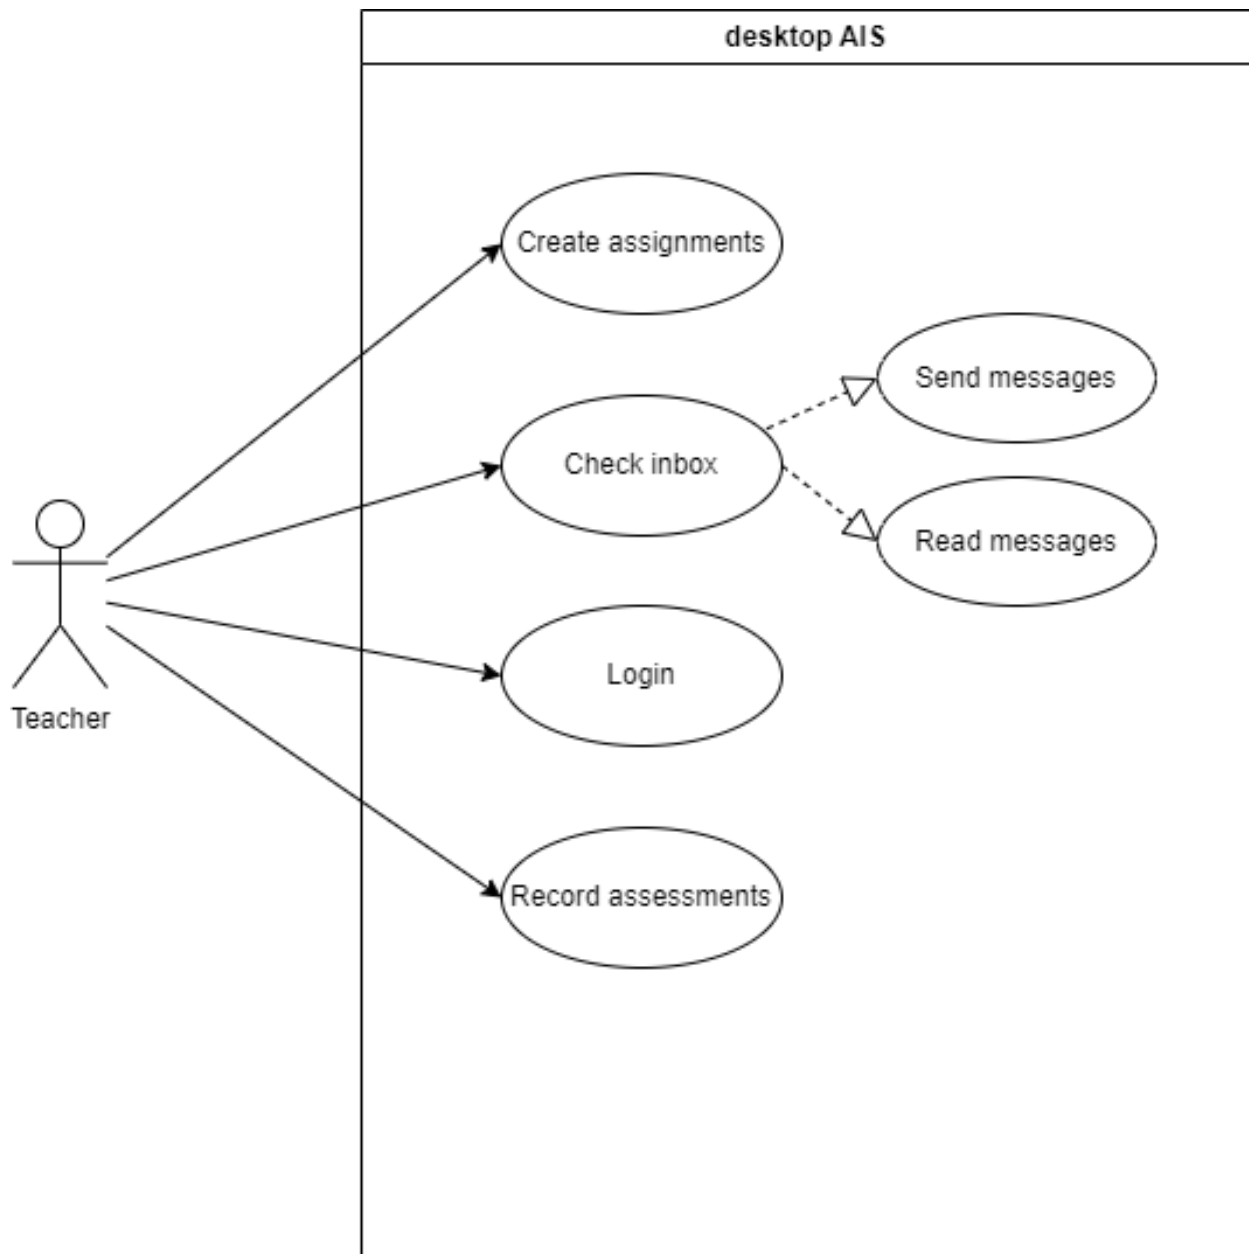 desktop AIS
Create assignments
Send messages
Check inbox
Read messages
Login
Teacher
Record assessments